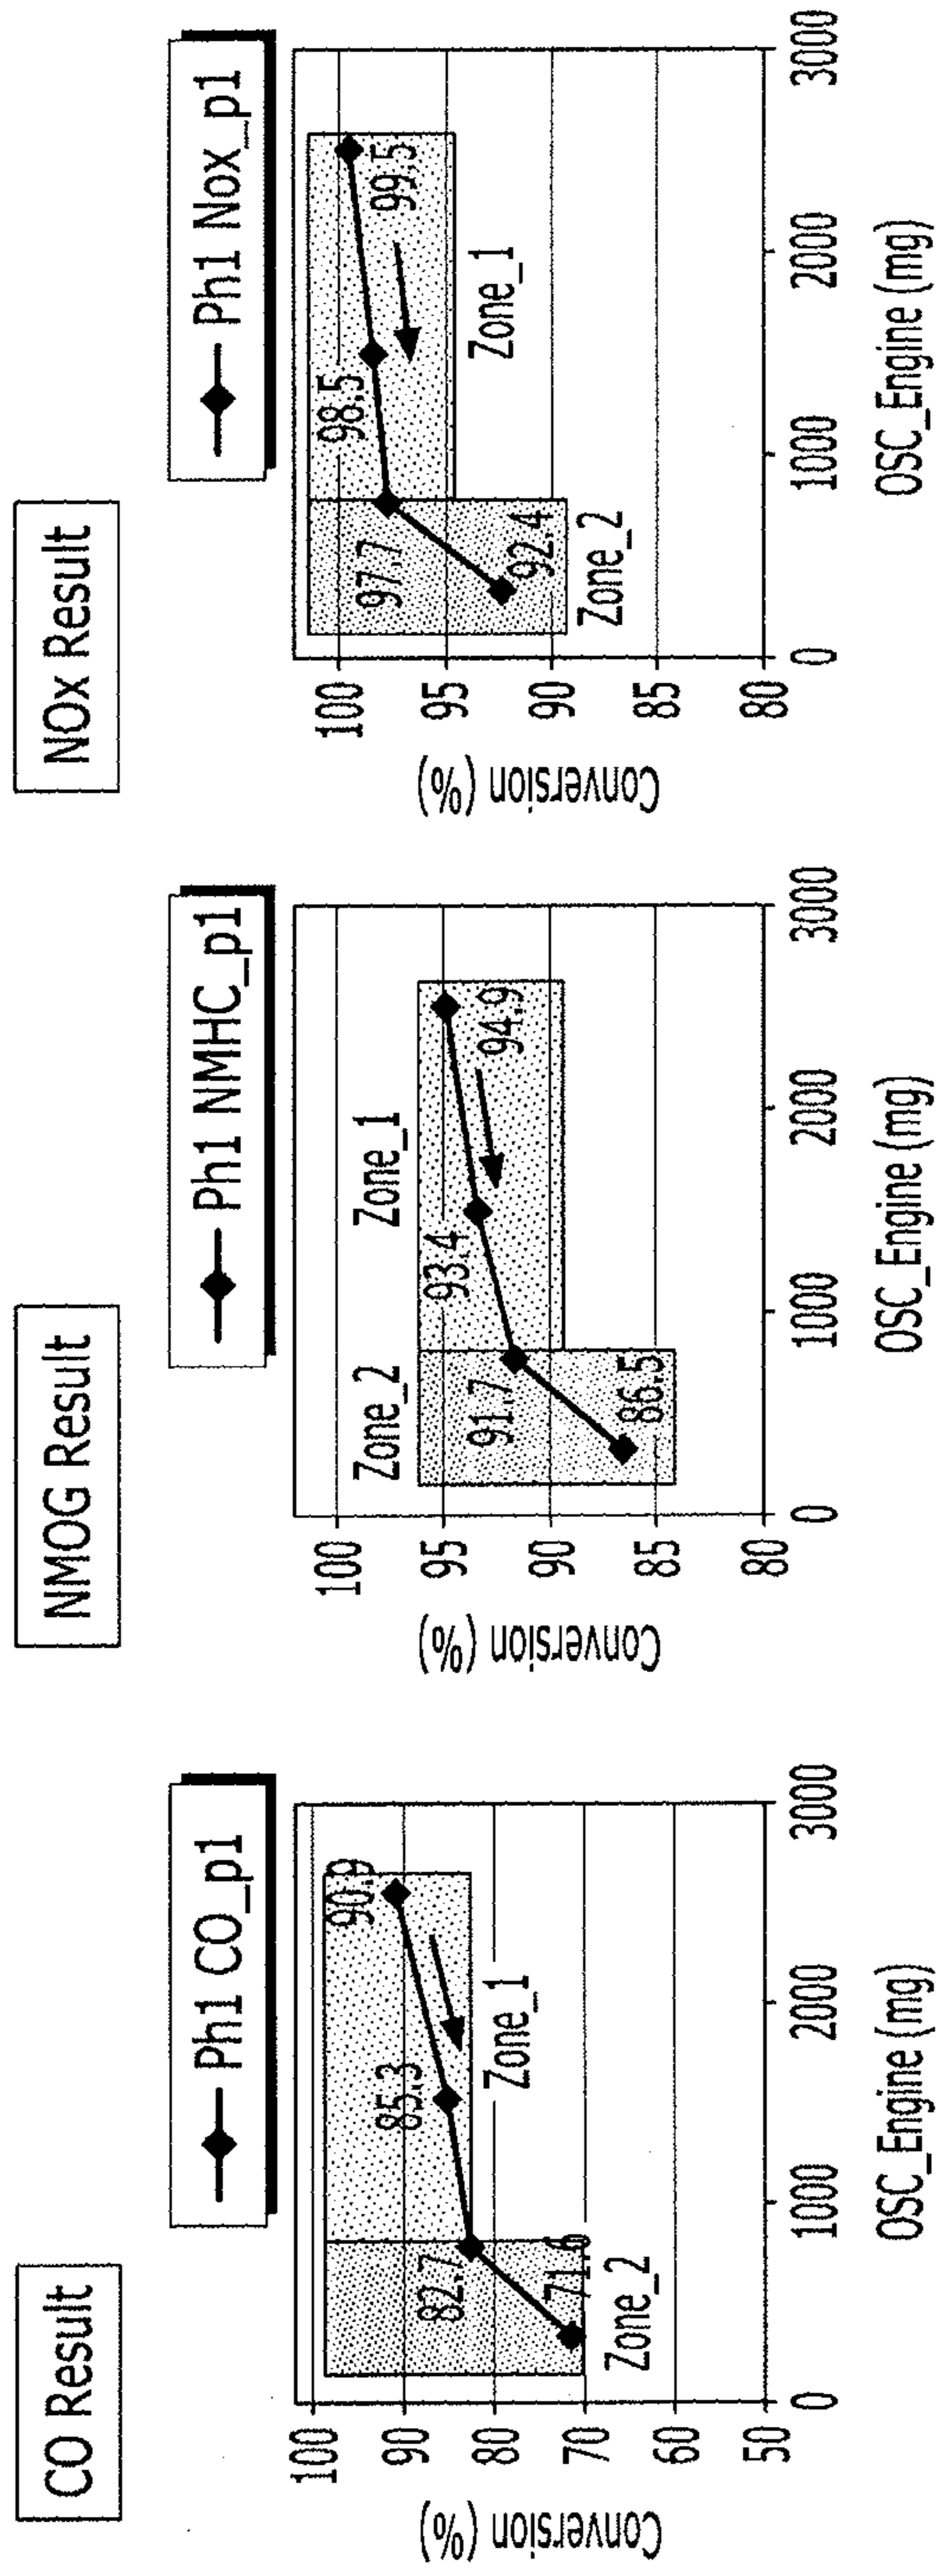 CO Result
Ph1 CO_p1
Conversion (%)
100
90
80
70
60
50
90.9
85.3
82.7
71.6
Zone_1
Zone_2
0
1000
2000
3000
OSC_Engine (mg)
NMOG Result
Ph1 NMHC_p1
Conversion (%)
100
95
90
85
80
Zone_2
Zone_1
94.9
93.4
91.7
86.5
0
1000
2000
3000
OSC_Engine (mg)
NOx Result
Ph1 Nox_p1
Conversion (%)
100
95
90
85
80
99.5
98.5
97.7
92.4
Zone_1
Zone_2
0
1000
2000
3000
OSC_Engine (mg)